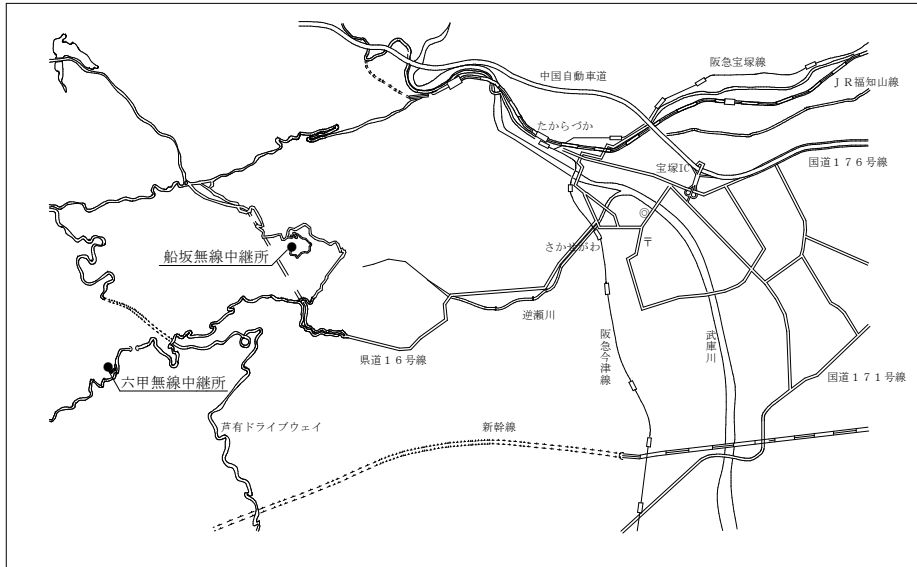 阪急宝塚線
中国自動車道
ＪＲ福知山線
たからづか
国道１７６号線
宝塚IC
〒
さかせがわ
船坂無線中継所
逆瀬川
武庫川
阪急今津線
県道１６号線
国道１７１号線
六甲無線中継所
芦有ドライブウェイ
新幹線